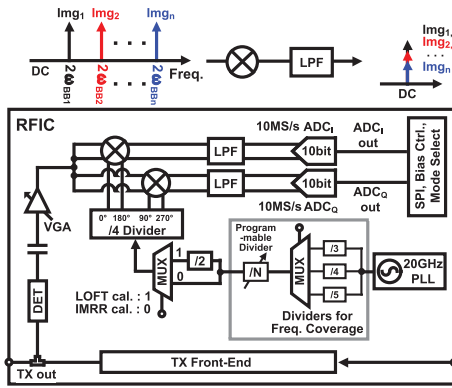 Img1 Img2 Imgn
DC 2ωBB1 2ωBB2 2ωBBn Freq.
LPF
Img1,
Img2,
...
Imgn
DC
RFIC
10MS/s ADCI ADCI
LPF 10bit out
LPF 10bit ADCQ
10MS/s ADCQ out
SPI, Bias Ctrl.,
Mode Select
VGA
0° 180° 90° 270°
/4 Divider
Program
-mable
Divider
MUX 1 /2
0
/N
MUX /3
/4
/5
20GHz
PLL
LOFT cal. : 1
IMRR cal. : 0
Dividers for
Freq. Coverage
DET
TX out
TX Front-End